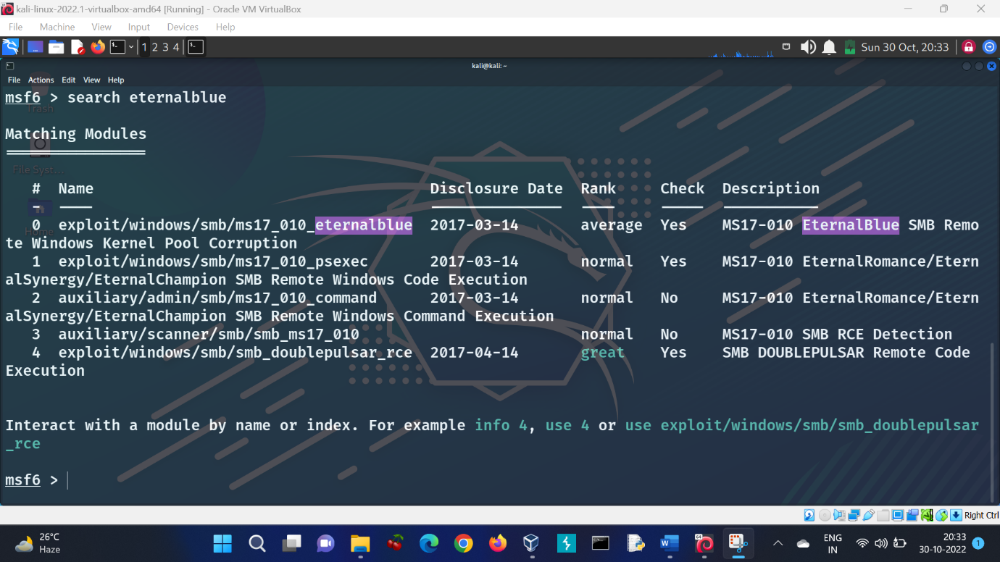 kali-linux-2022.1-virtualbox-amd64 [Running] - Oracle VM VirtualBox
File Machine View Input Devices Help
1 2 3 4 Sun 30 Oct, 20:33
kali@kali: ~
File Actions Edit View Help
msf6 > search eternalblue
Trash
Matching Modules
File Syst...
# Name Disclosure Date Rank Check Description
Home
0 exploit/windows/smb/ms17_010_eternalblue 2017-03-14 average Yes MS17-010 EternalBlue SMB Remo
te Windows Kernel Pool Corruption
1 exploit/windows/smb/ms17_010_psexec 2017-03-14 normal Yes MS17-010 EternalRomance/Etern
alSynergy/EternalChampion SMB Remote Windows Code Execution
2 auxiliary/admin/smb/ms17_010_command 2017-03-14 normal No MS17-010 EternalRomance/Etern
alSynergy/EternalChampion SMB Remote Windows Command Execution
3 auxiliary/scanner/smb/smb_ms17_010 normal No MS17-010 SMB RCE Detection
4 exploit/windows/smb/smb_doublepulsar_rce 2017-04-14 great Yes SMB DOUBLEPULSAR Remote Code
Execution
Interact with a module by name or index. For example info 4, use 4 or use exploit/windows/smb/smb_doublepulsar
_rce
msf6 >
Right Ctrl
26°C
Haze
ENG
IN
20:33
30-10-2022
1